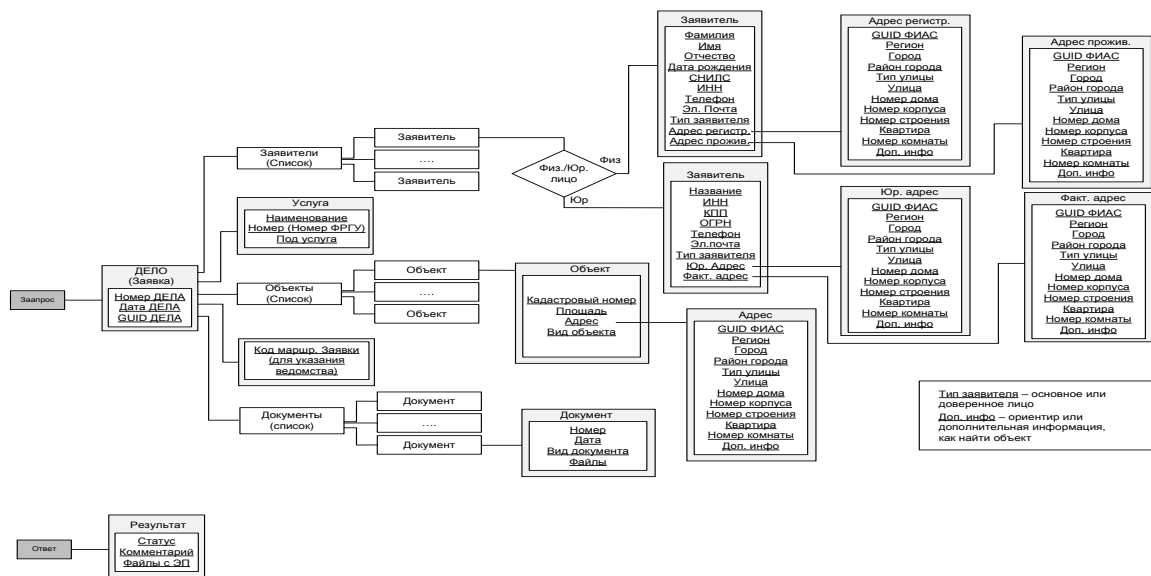 Заапрос
ДЕЛО
(Заявка)
Номер ДЕЛА
Дата ДЕЛА
GUID ДЕЛА
Заявители
(Список)
Заявитель
....
Заявитель
Услуга
Наименование
Номер (Номер ФРГУ)
Под услуга
Объекты
(Список)
Объект
....
Объект
Код маршр. Заявки
(для указания
ведомства)
Документы
(список)
Документ
....
Документ
Физ./Юр.
лицо
Физ
Юр
Заявитель
Фамилия
Имя
Отчество
Дата рождения
СНИЛС
ИНН
Телефон
Эл. Почта
Тип заявителя
Адрес регистр.
Адрес прожив.
Адрес регистр.
GUID ФИАС
Регион
Город
Район города
Тип улицы
Улица
Номер дома
Номер корпуса
Номер строения
Квартира
Номер комнаты
Доп. инфо
Адрес прожив.
GUID ФИАС
Регион
Город
Район города
Тип улицы
Улица
Номер дома
Номер корпуса
Номер строения
Квартира
Номер комнаты
Доп. инфо
Заявитель
Название
ИНН
КПП
ОГРН
Телефон
Эл.почта
Тип заявителя
Юр. Адрес
Факт. адрес
Юр. адрес
GUID ФИАС
Регион
Город
Район города
Тип улицы
Улица
Номер дома
Номер корпуса
Номер строения
Квартира
Номер комнаты
Доп. инфо
Факт. адрес
GUID ФИАС
Регион
Город
Район города
Тип улицы
Улица
Номер дома
Номер корпуса
Номер строения
Квартира
Номер комнаты
Доп. инфо
Объект
Кадастровый номер
Площадь
Адрес
Вид объекта
Адрес
GUID ФИАС
Регион
Город
Район города
Тип улицы
Улица
Номер дома
Номер корпуса
Номер строения
Квартира
Номер комнаты
Доп. инфо
Документ
Номер
Дата
Вид документа
Файлы
Тип заявителя – основное или
доверенное лицо
Доп. инфо – ориентир или
дополнительная информация,
как найти объект
Ответ
Результат
Статус
Комментарий
Файлы с ЭП